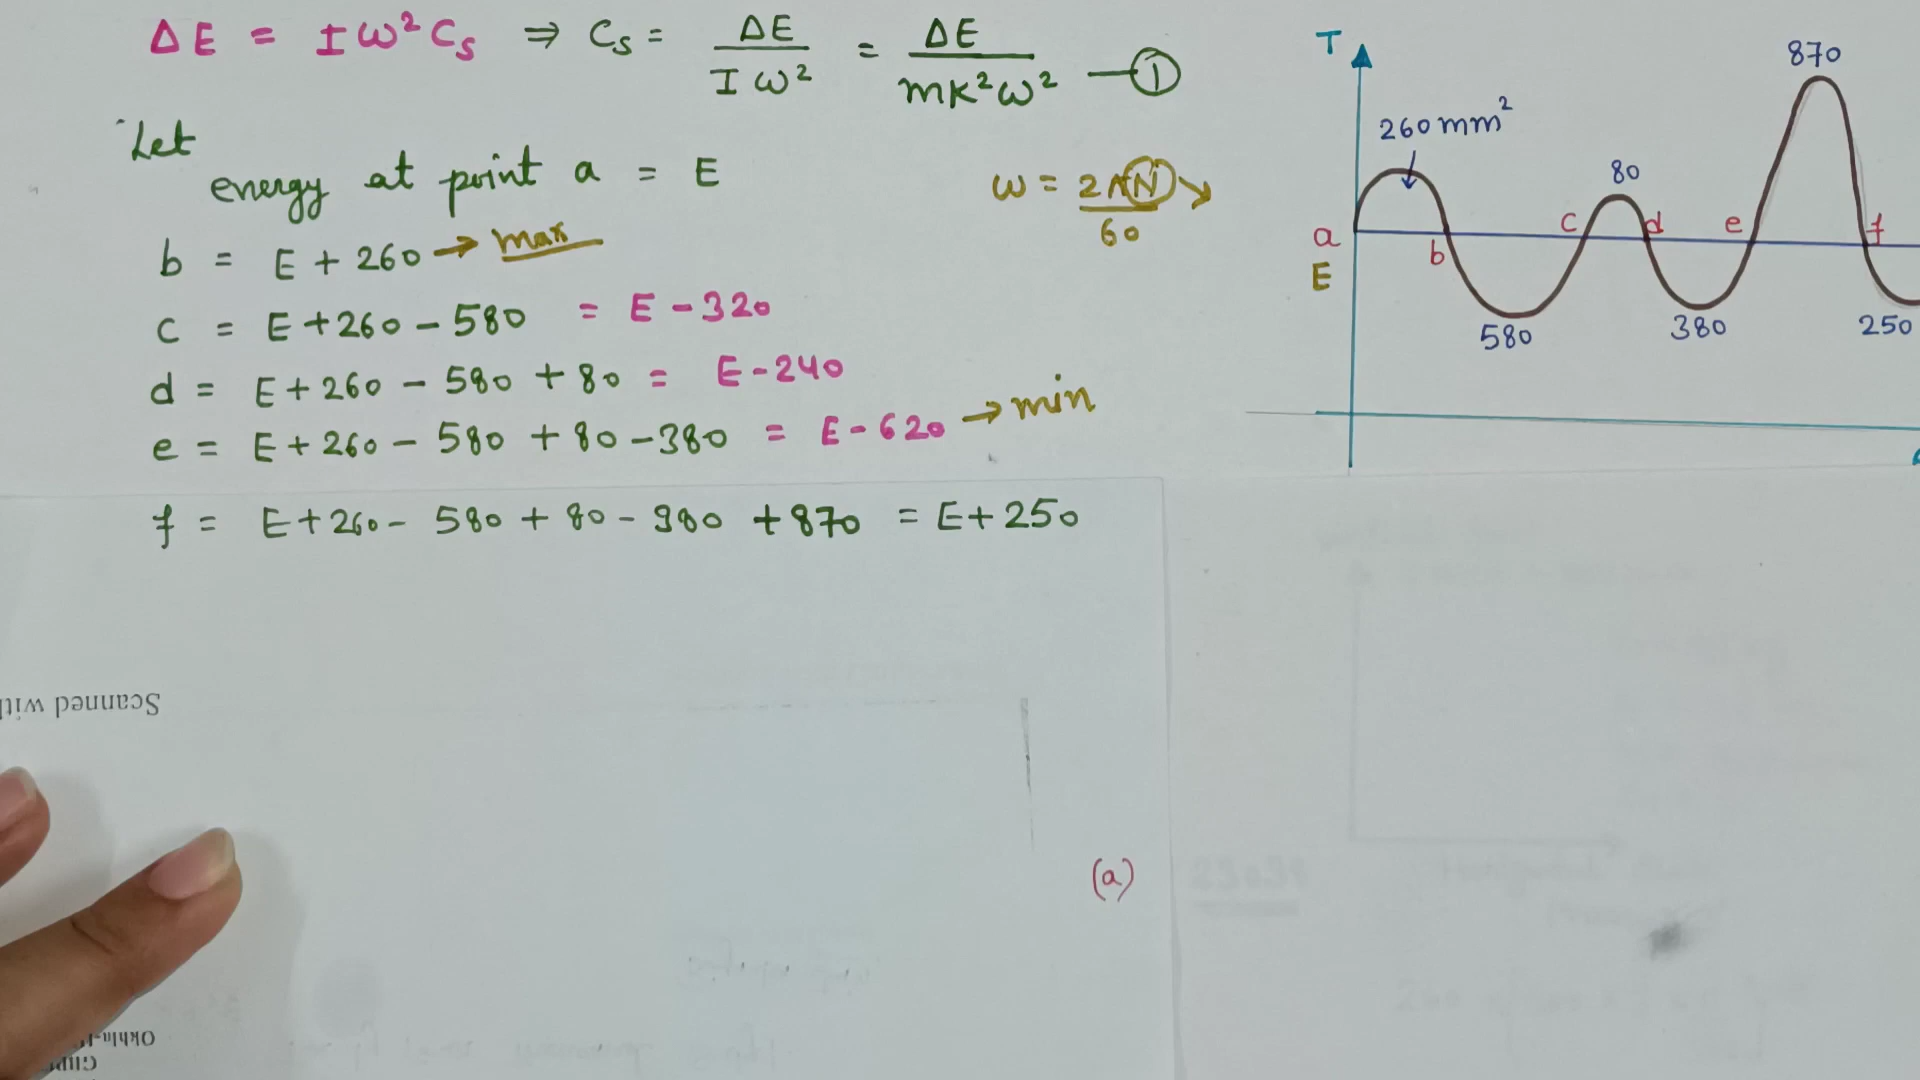 ΔE = Iω²Cs ⇒ Cs = ΔE / Iω² = ΔE / mK²ω² — ①
Let
energy at point a = E
ω = 2πN / 60
b = E + 260 → max
c = E + 260 - 580 = E - 320
d = E + 260 - 580 + 80 = E - 240
e = E + 260 - 580 + 80 - 380 = E - 620 → min
f = E + 260 - 580 + 80 - 380 + 870 = E + 250
T
870
260 mm²
80
a
b
c
d
e
f
E
580
380
250
(a)
Scanned with